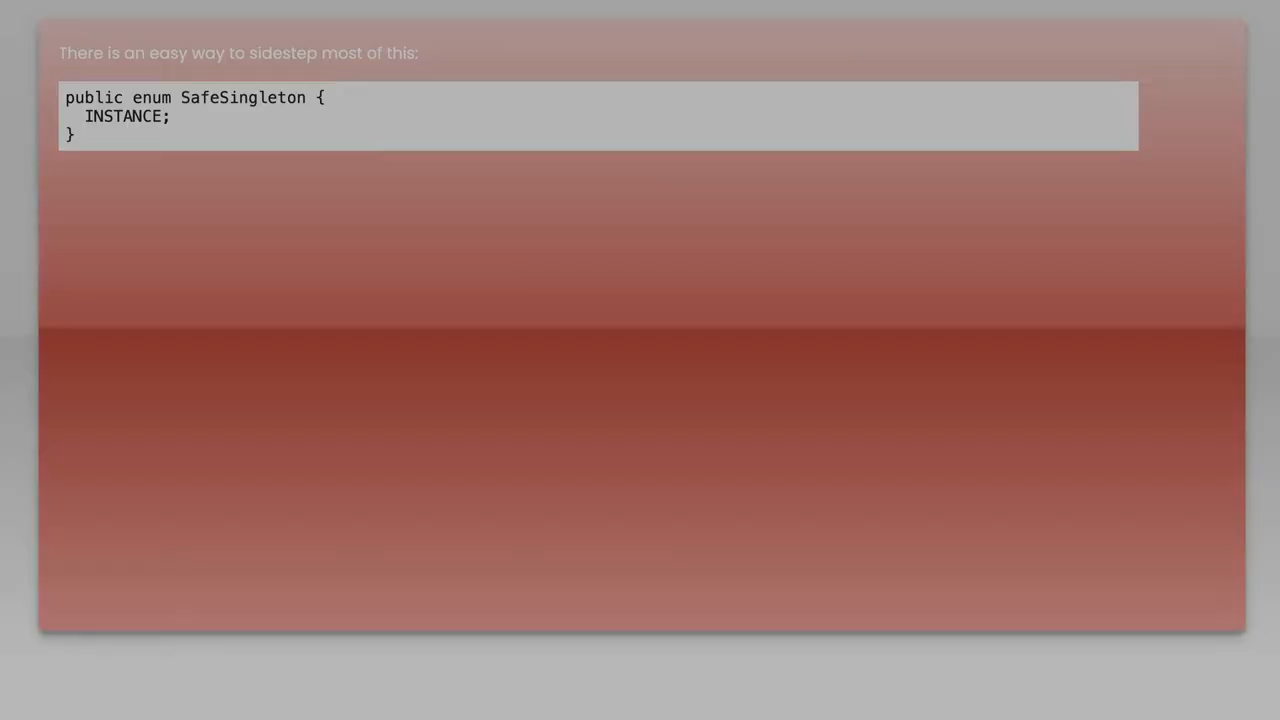 There is an easy way to sidestep most of this:
public enum SafeSingleton {
  INSTANCE;
}